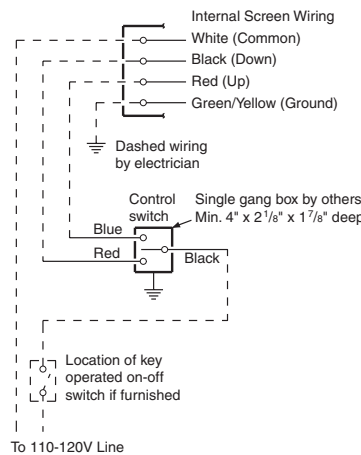 Internal Screen Wiring
White (Common)
Black (Down)
Red (Up)
Green/Yellow (Ground)
Dashed wiring
by electrician
Control
switch
Single gang box by others
Min. 4" x 2 1/8" x 1 7/8" deep
Blue
Red
Black
Location of key
operated on-off
switch if furnished
To 110-120V Line